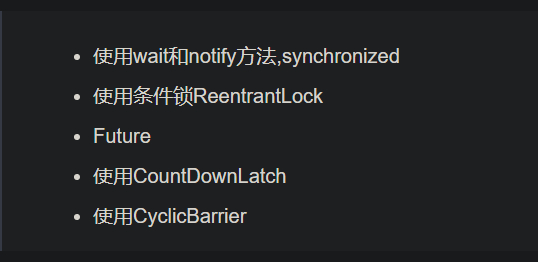 使用wait和notify方法,synchronized
使用条件锁ReentrantLock
Future
使用CountDownLatch
使用CyclicBarrier